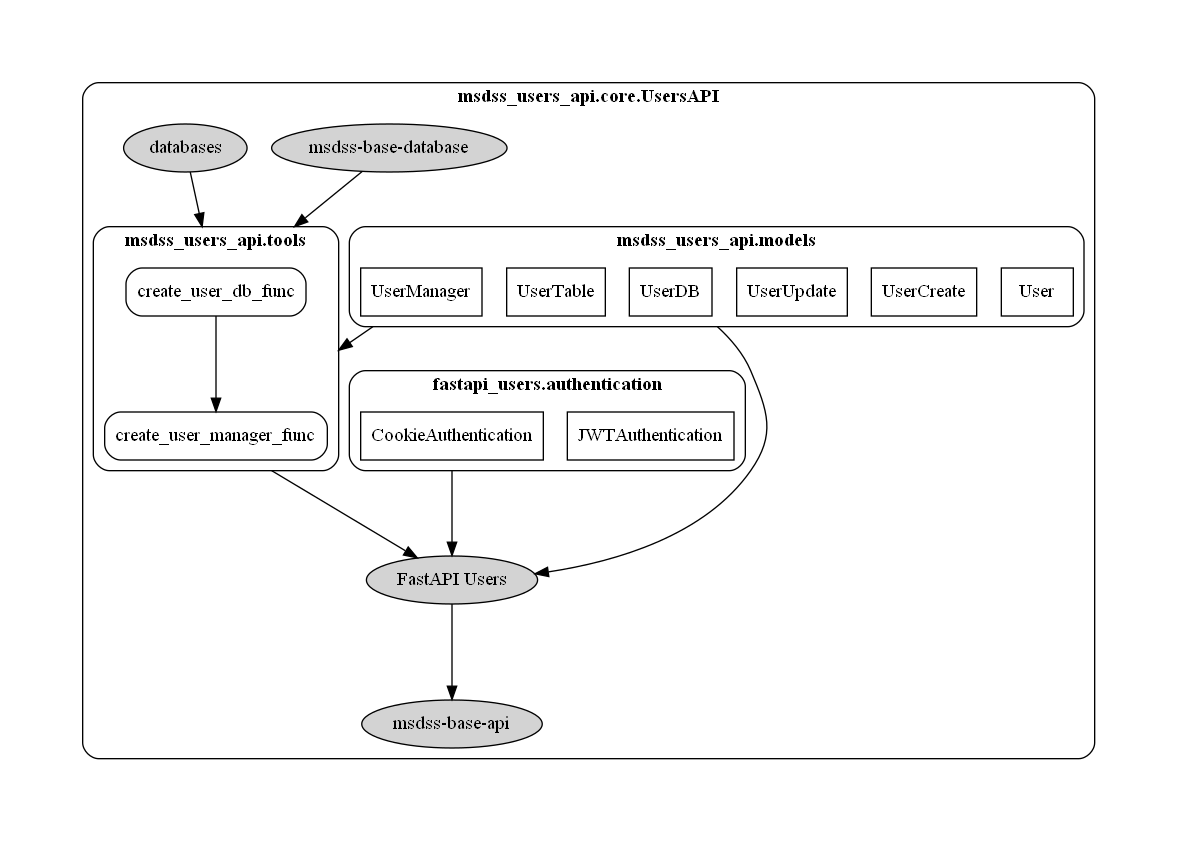 msdss_users_api.core.UsersAPI
databases
msdss-base-database
msdss_users_api.tools
msdss_users_api.models
create_user_db_func
UserManager
UserTable
UserDB
UserUpdate
UserCreate
User
fastapi_users.authentication
create_user_manager_func
CookieAuthentication
JWTAuthentication
FastAPI Users
msdss-base-api